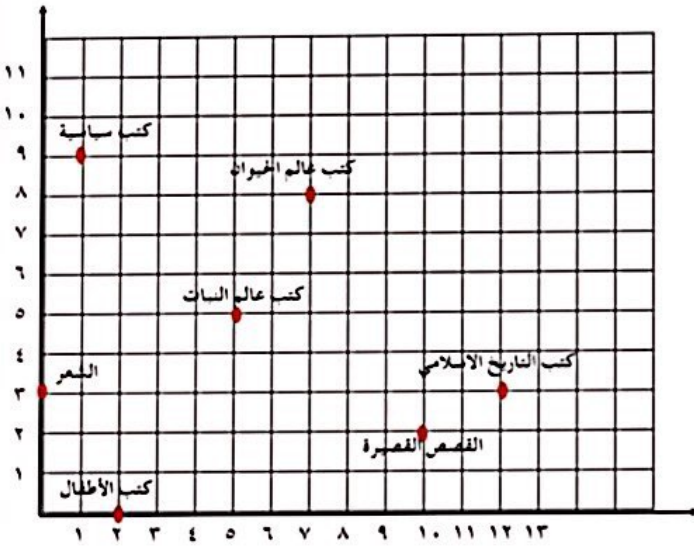 ١١
١٠
كتب سياسية
٩
كتب عالم الحيوان
٨
٧
٦
كتب عالم النبات
٥
٤
كتب التاريخ الاسلامي
الشعر
٣
٢
القصص القصيرة
١
كتب الأطفال
١ ٢ ٣ ٤ ٥ ٦ ٧ ٨ ٩ ١٠ ١١ ١٢ ١٣